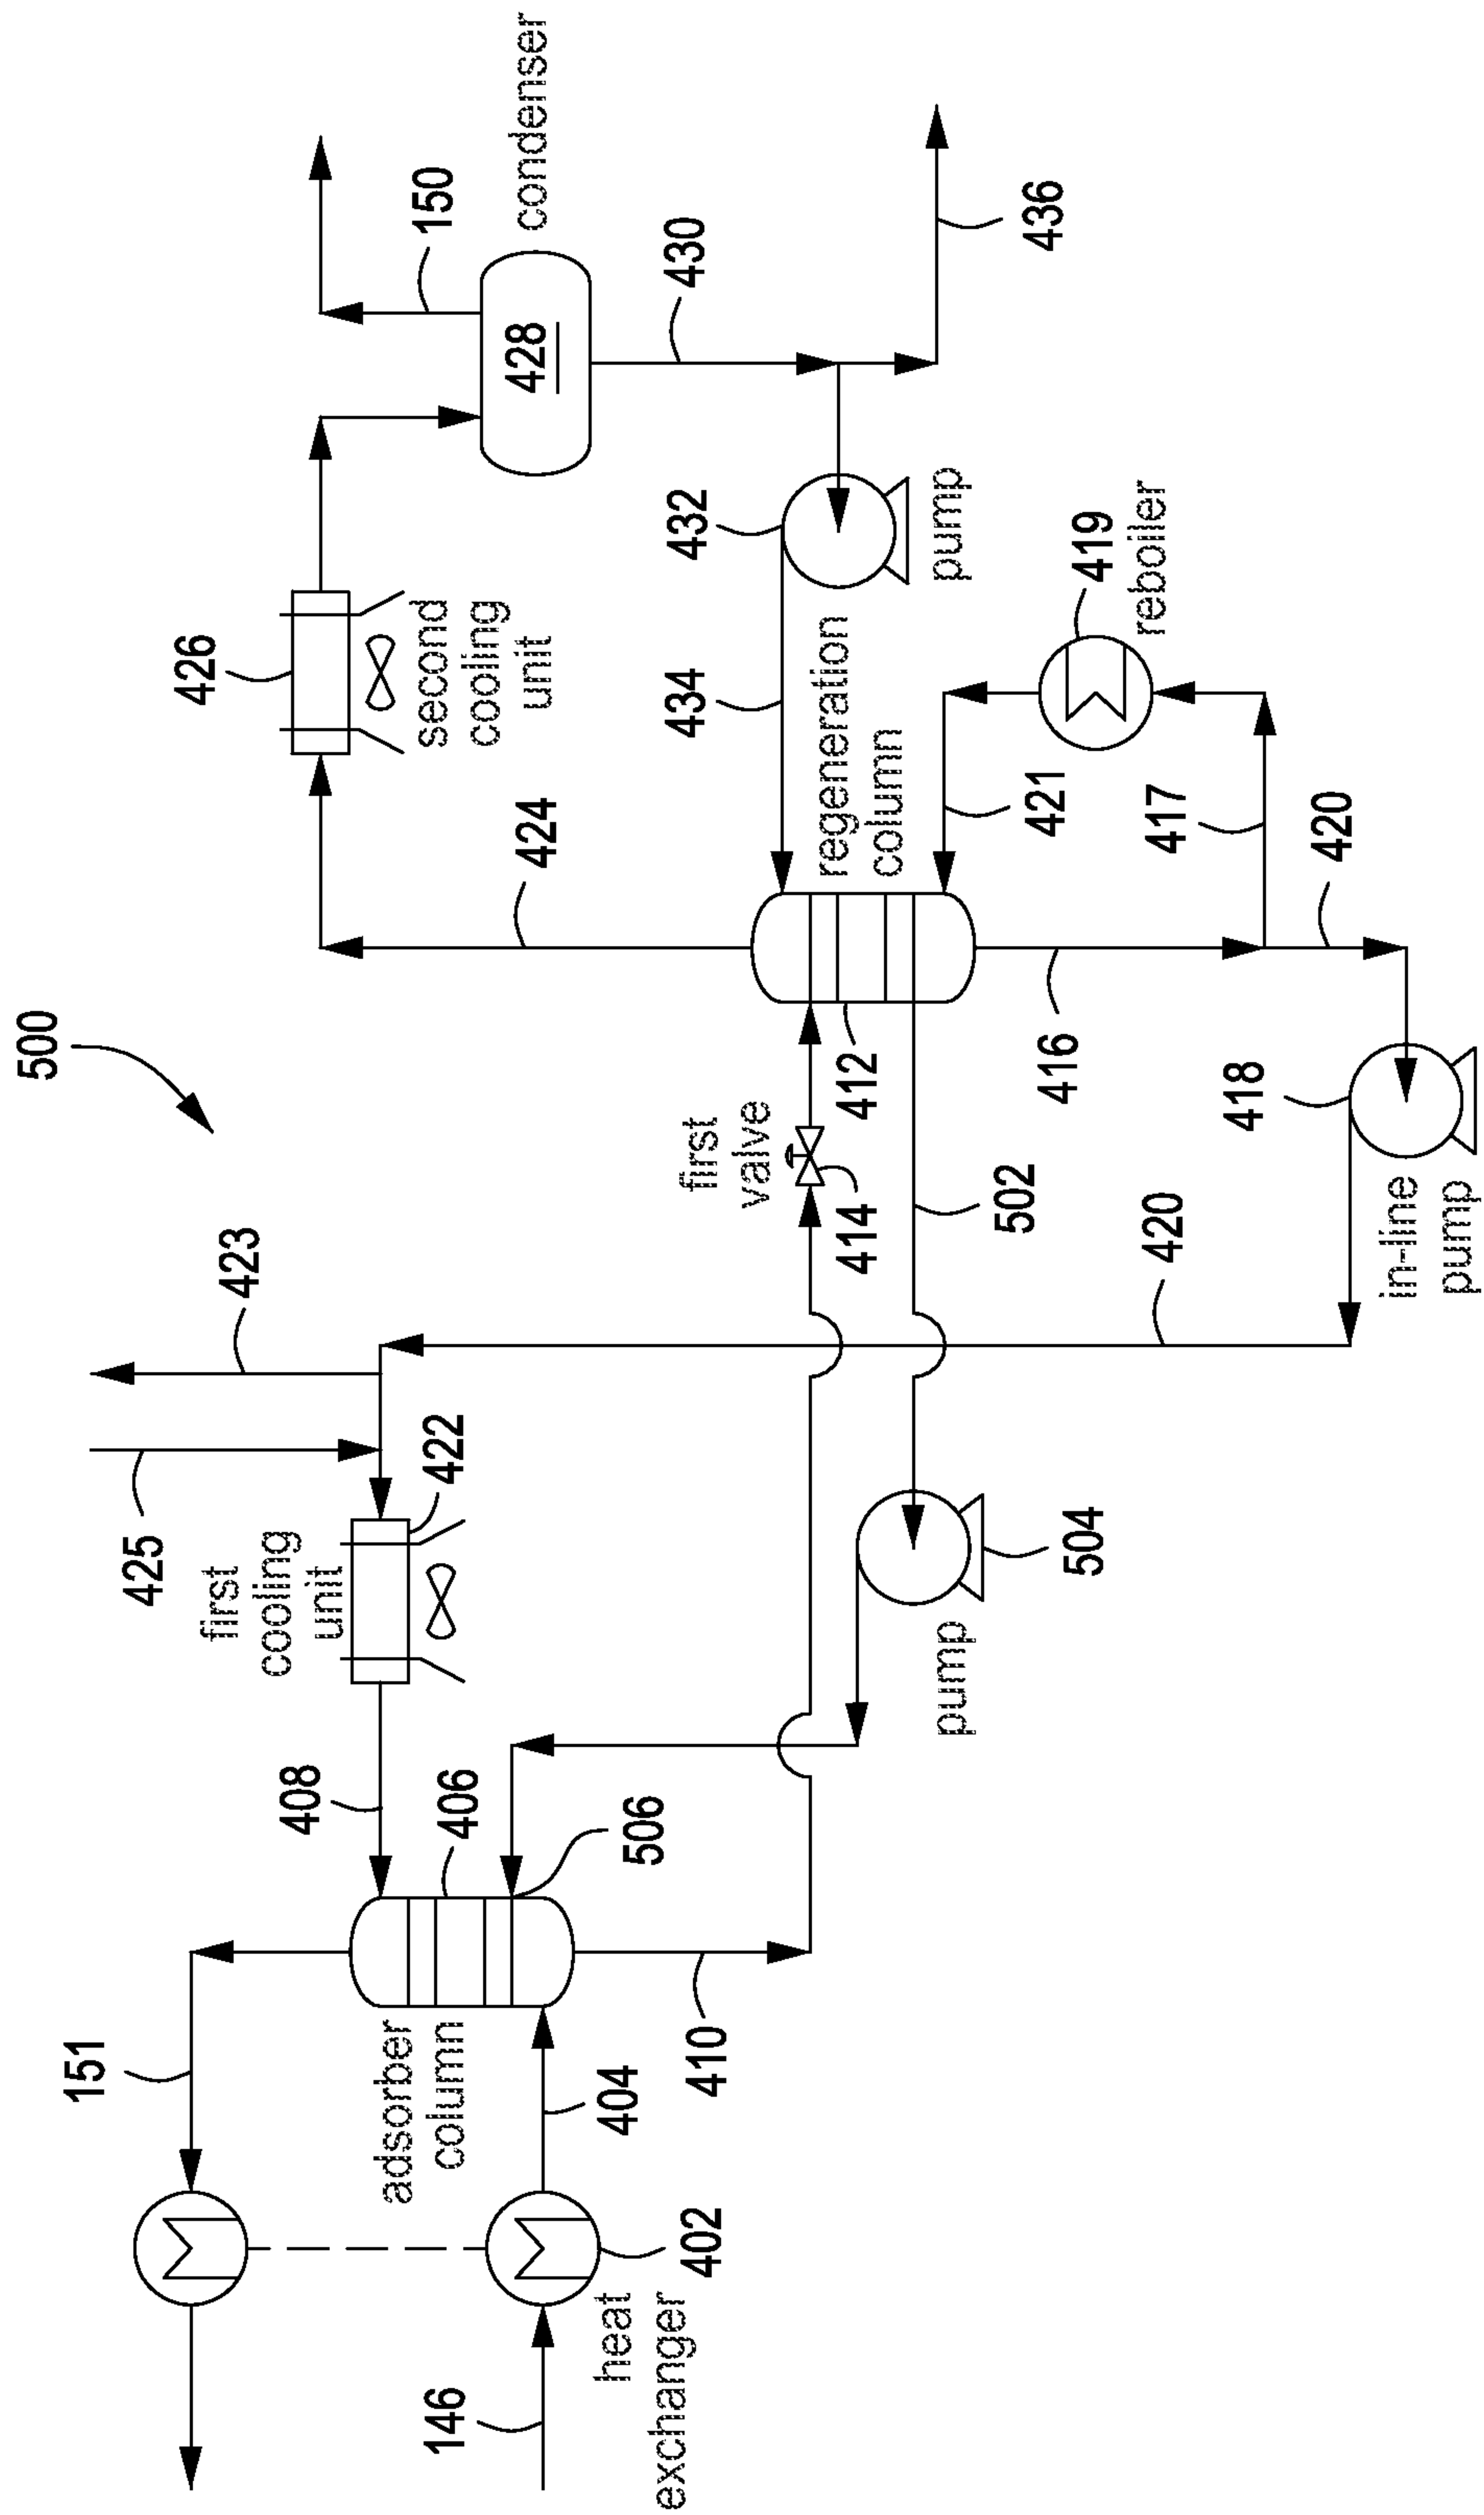 500
151
425
426
423
first
cooling
unit
408
adsorber
column
second
cooling
unit
150
146
406
422
condenser
428
424
heat
exchanger
404
506
402
410
434
432
430
first
valve
regeneration
column
414
412
pump
pump
502
504
421
436
416
419
reboiler
420
417
418
420
in-line
pump